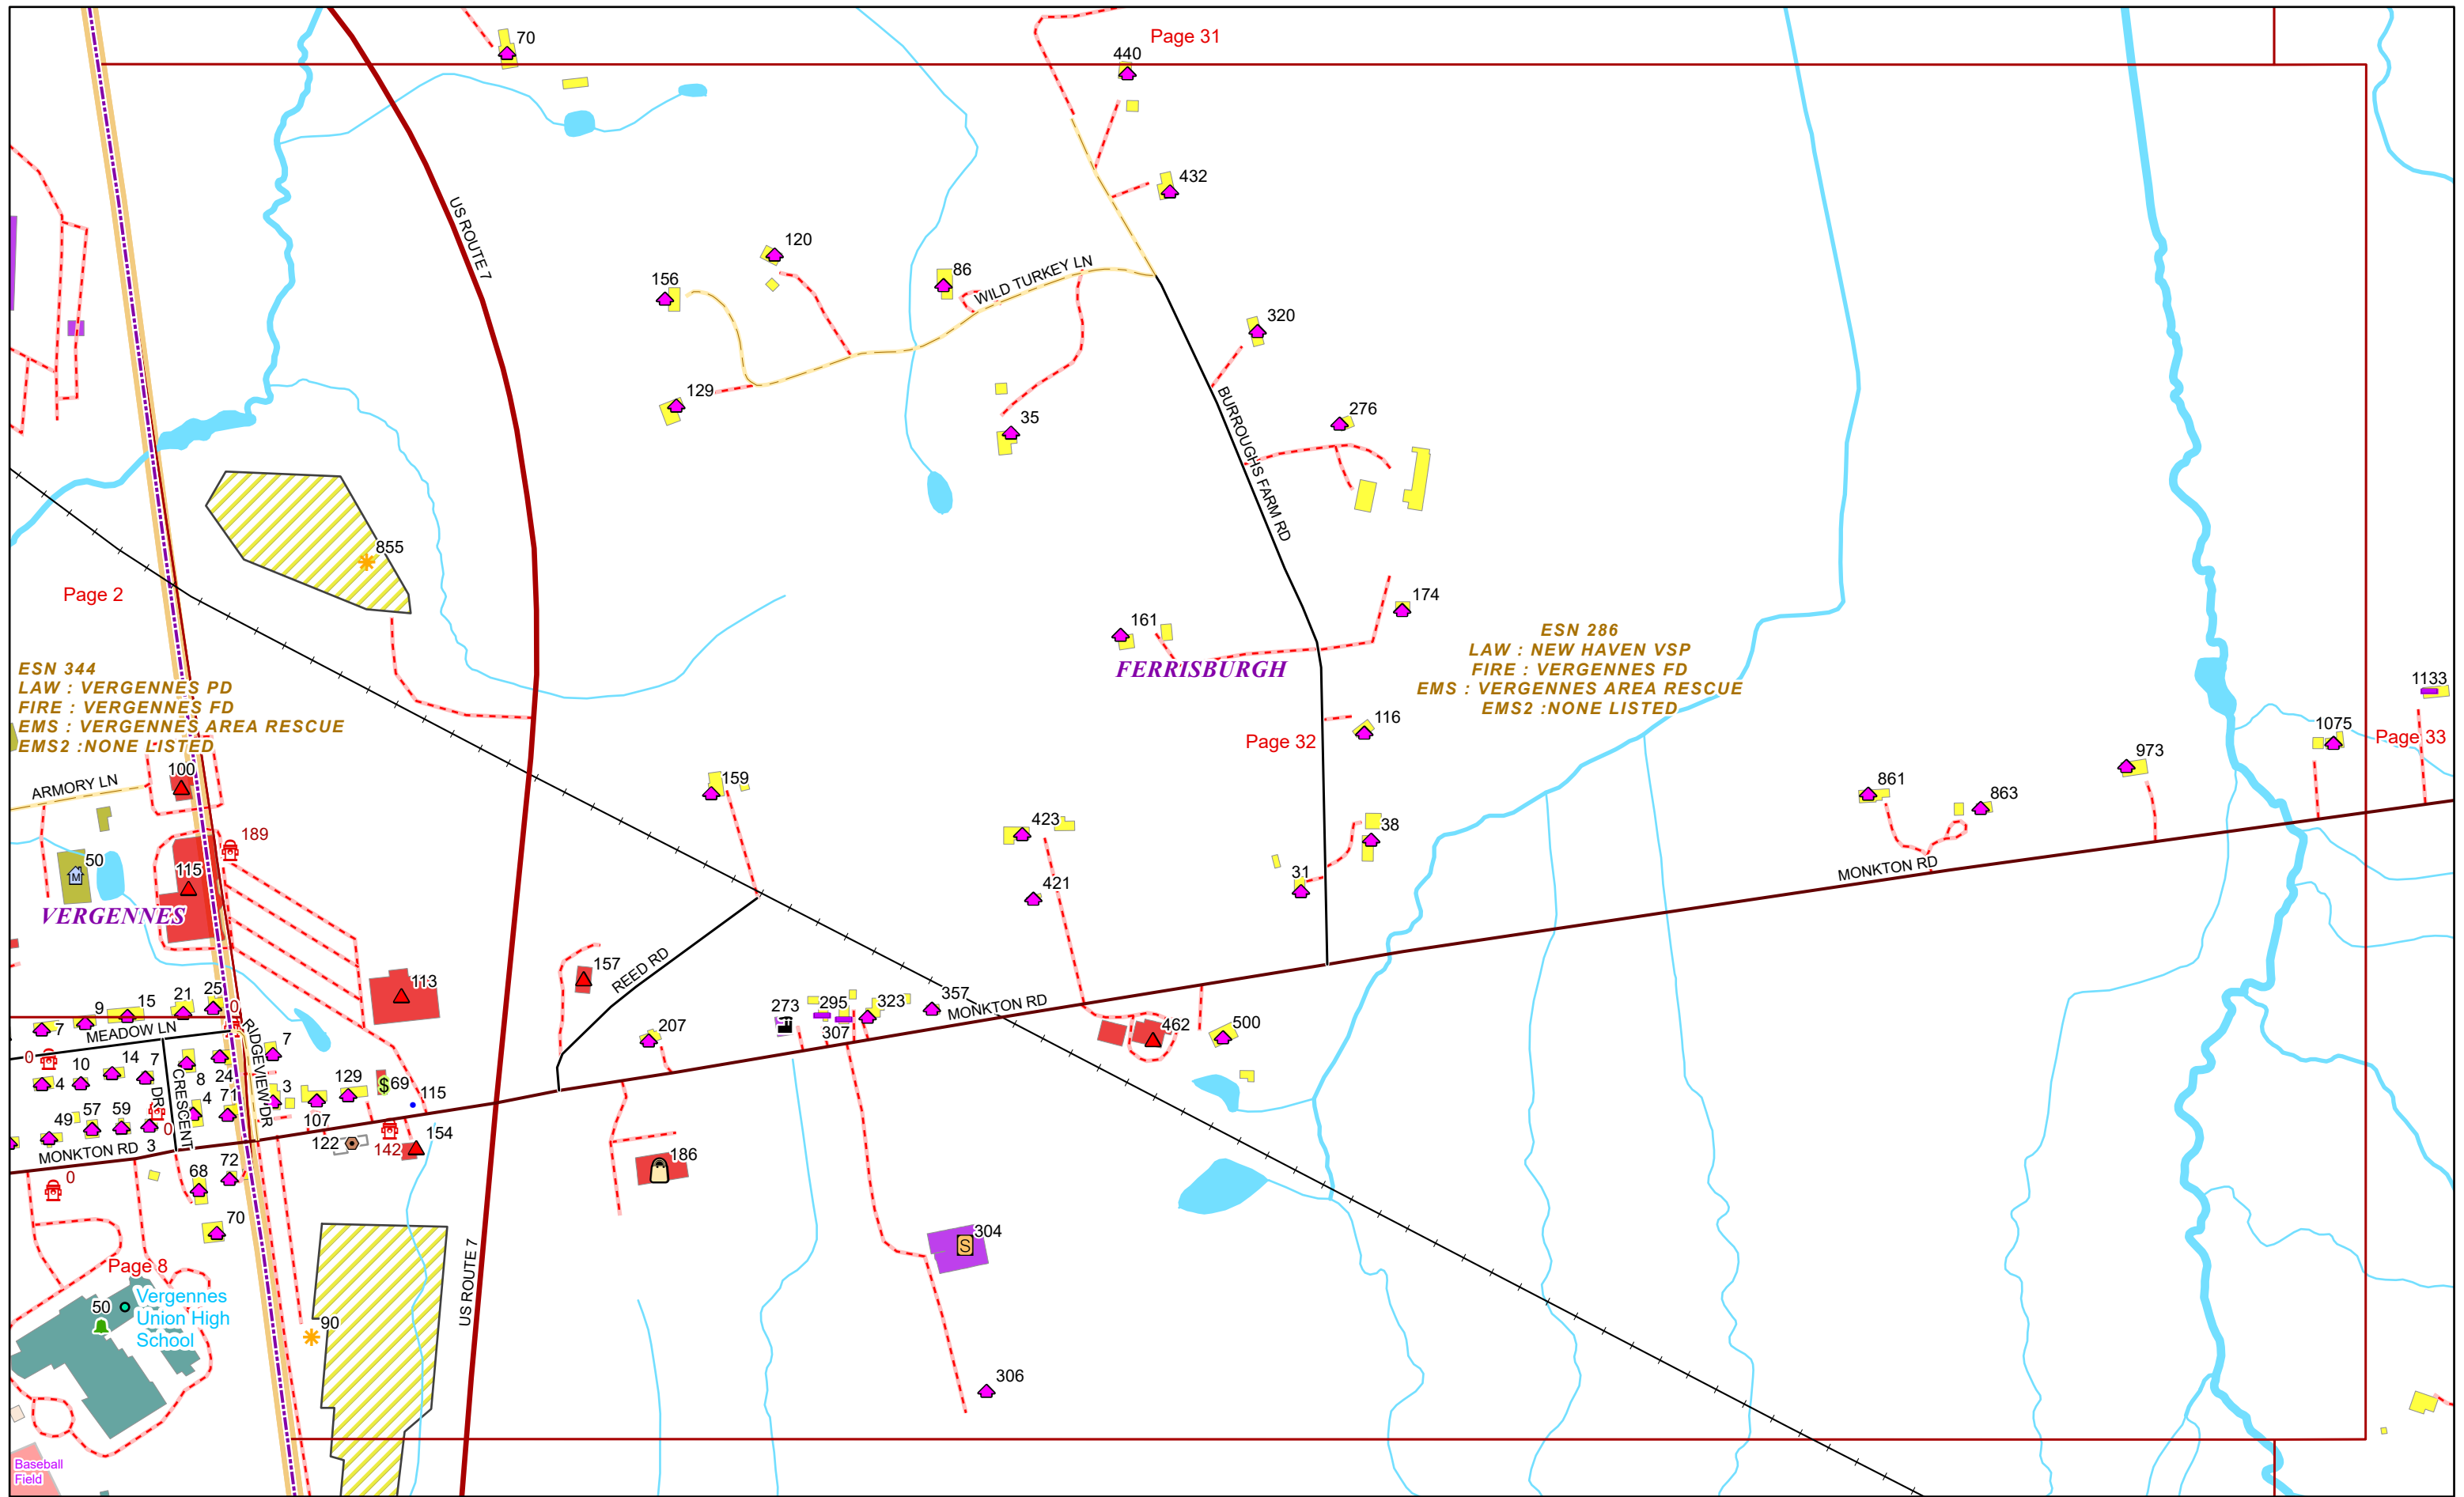 70
Page 31
440
432
US ROUTE 7
120
156
86
WILD TURKEY LN
320
129
35
276
BURROUGHS FARM RD
855
Page 2
174
161
ESN 286
LAW : NEW HAVEN VSP
FIRE : VERGENNES FD
EMS : VERGENNES AREA RESCUE
EMS2 :NONE LISTED
FERRISBURGH
ESN 344
LAW : VERGENNES PD
FIRE : VERGENNES FD
EMS : VERGENNES AREA RESCUE
EMS2 :NONE LISTED
1133
116
1075
Page 32
Page 33
973
100
159
ARMORY LN
861
863
423
38
189
50
M
115
MONKTON RD
31
421
VERGENNES
157
REED RD
113
9
15
21
25
0
273
295
323
357
MONKTON RD
7
MEADOW LN
307
207
462
500
RIDGEVIEW DR
7
0
10
14
7
4
8
24
3
129
$
69
115
CRESCENT
DR
4
71
49
57
59
0
107
122
142
154
MONKTON RD
3
68
72
0
186
70
304
S
Page 8
US ROUTE 7
50
Vergennes
Union High
School
90
306
Baseball
Field